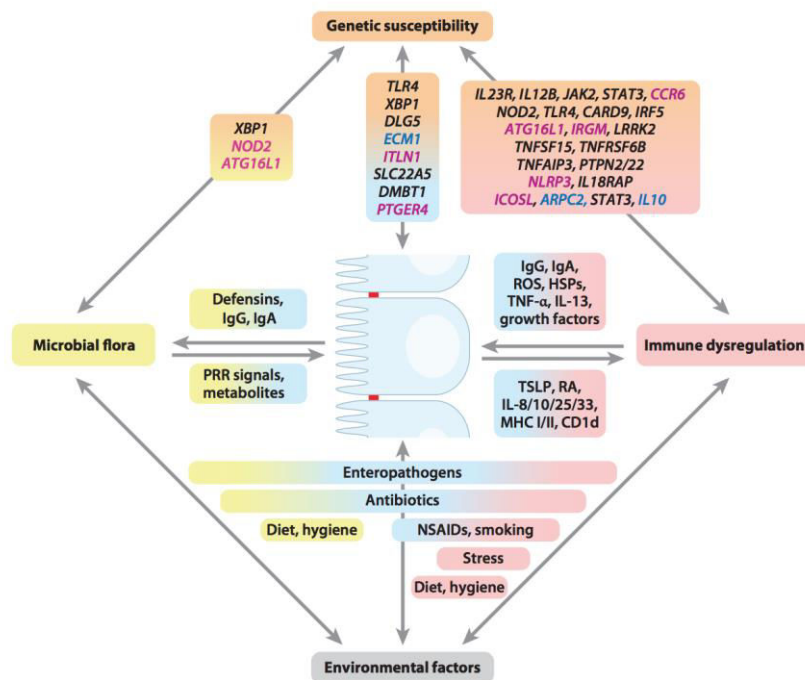 Genetic susceptibility
XBP1
NOD2
ATG16L1
TLR4
XBP1
DLG5
ECM1
ITLN1
SLC22A5
DMBT1
PTGER4
IL23R, IL12B, JAK2, STAT3, CCR6
NOD2, TLR4, CARD9, IRF5
ATG16L1, IRGM, LRRK2
TNFSF15, TNFRSF6B
TNFAIP3, PTPN2/22
NLRP3, IL18RAP
ICOSL, ARPC2, STAT3, IL10
Microbial flora
Defensins,
IgG, IgA
PRR signals,
metabolites
IgG, IgA,
ROS, HSPs,
TNF-α, IL-13,
growth factors
TSLP, RA,
IL-8/10/25/33,
MHC I/II, CD1d
Immune dysregulation
Enteropathogens
Antibiotics
Diet, hygiene
NSAIDs, smoking
Stress
Diet, hygiene
Environmental factors